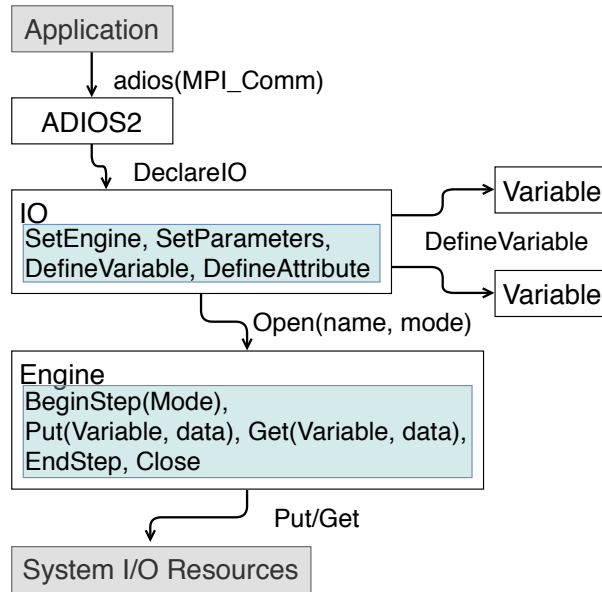 Application
adios(MPI_Comm)
ADIOS2
DeclareIO
IO
SetEngine, SetParameters,
DefineVariable, DefineAttribute
Variable
DefineVariable
Variable
Open(name, mode)
Engine
BeginStep(Mode),
Put(Variable, data), Get(Variable, data),
EndStep, Close
Put/Get
System I/O Resources